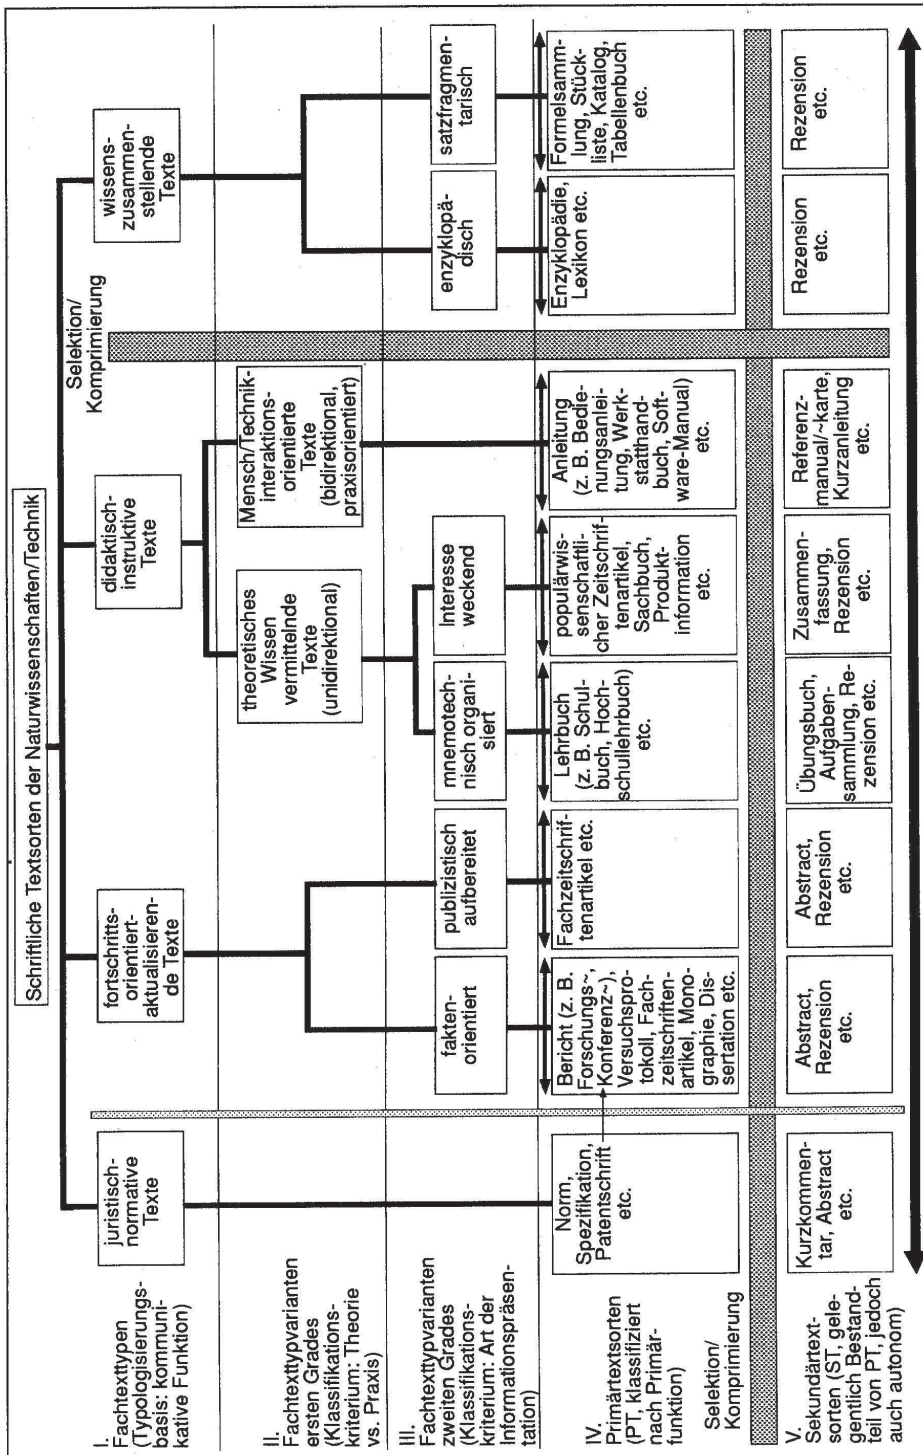 Schriftliche Textsorten der Naturwissenschaften/Technik
I.
Fachtexttypen
(Typologisierungs-
basis: kommuni-
kative Funktion)
juristisch-
normative
Texte
fortschritts-
orientiert-
aktualisieren-
de Texte
didaktisch-
instruktive
Texte
Selektion/
Komprimierung
wissens-
zusammen-
stellende
Texte
II.
Fachtexttypvarianten
ersten Grades
(Klassifikations-
kriterium: Theorie
vs. Praxis)
theoretisches
Wissen
vermittelnde
Texte
(unidirektional)
Mensch/Technik-
interaktions-
orientierte
Texte
(bidirektional,
praxisorientiert)
III.
Fachtexttypvarianten
zweiten Grades
(Klassifikations-
kriterium: Art der
Informationspräsen-
tation)
fakten-
orientiert
publizistisch
aufbereitet
mnemotech-
nisch organi-
siert
Interesse
weckend
enzyklopä-
disch
satzfragmen-
tarisch
IV.
Primärtextsorten
(PT, klassifiziert
nach Primär-
funktion)
Norm,
Spezifikation,
Patentschrift
etc.
Bericht (z. B.
Forschungs~,
Konferenz~),
Versuchspro-
tokoll, Fach-
zeitschriften-
artikel, Mono-
graphie, Dis-
sertation etc.
Fachzeitschrif-
tenartikel etc.
Lehrbuch
(z. B. Schul-
buch, Hoch-
schullehrbuch)
etc.
populärwis-
senschaftli-
cher Zeitschrif-
tenartikel,
Sachbuch,
Produkt-
information
etc.
Anleitung
(z. B. Bedie-
nungsanlei-
tung, Werk-
statthand-
buch, Soft-
ware-Manual)
etc.
Enzyklopädie,
Lexikon etc.
Formelsamm-
lung, Stück-
liste, Katalog,
Tabellenbuch
etc.
Selektion/
Komprimierung
V.
Sekundärtext-
sorten (ST, gele-
gentlich Bestand-
teil von PT, jedoch
auch autonom)
Kurzkommen-
tar, Abstract
etc.
Abstract,
Rezension
etc.
Abstract,
Rezension
etc.
Übungsbuch,
Aufgaben-
sammlung, Re-
zension etc.
Zusammen-
fassung,
Rezension
etc.
Referenz-
manual/~karte,
Kurzanleitung
etc.
Rezension
etc.
Rezension
etc.